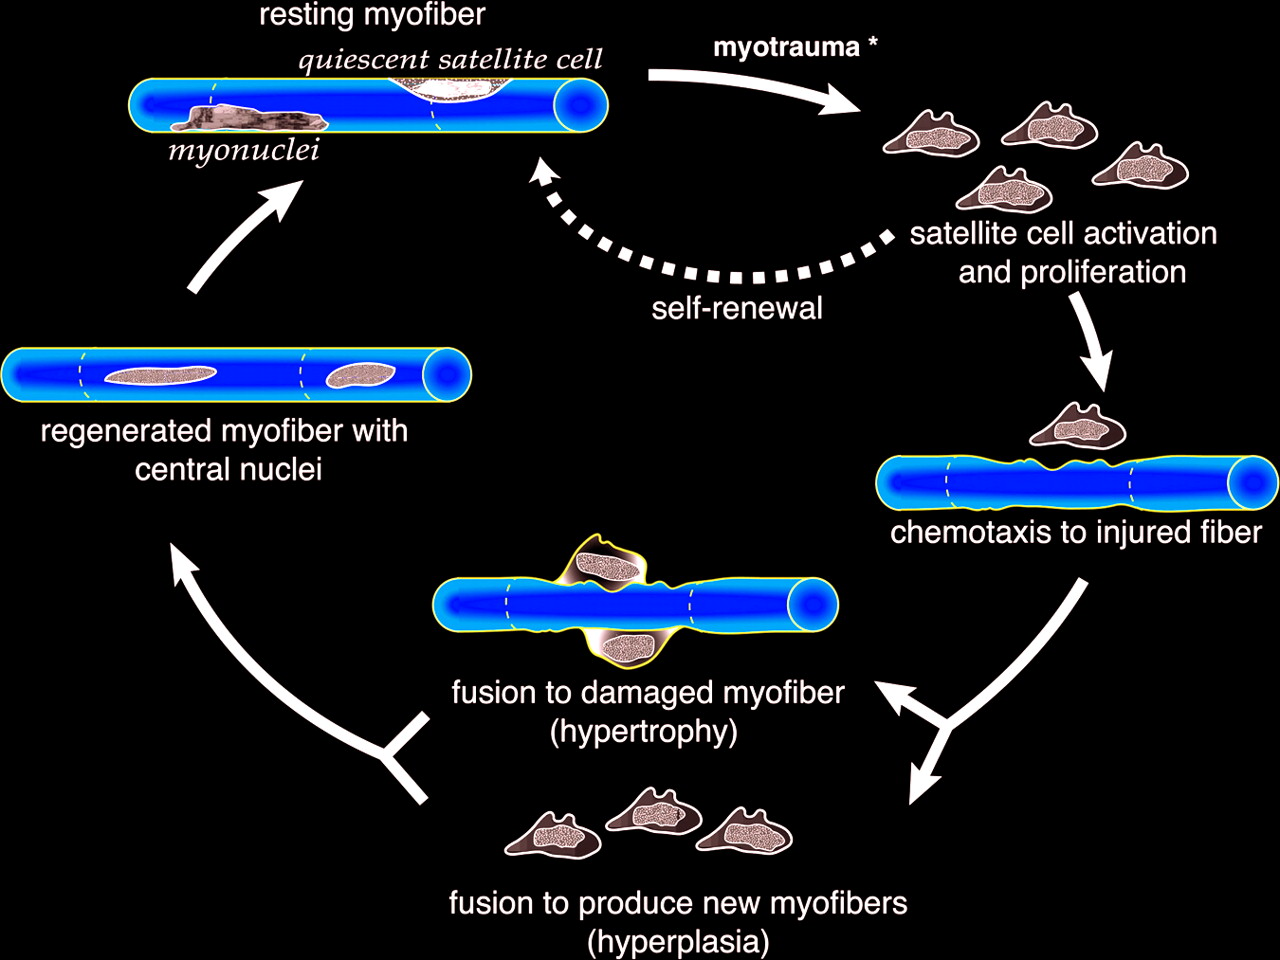 resting myofiber
quiescent satellite cell
myotrauma *
myonuclei
satellite cell activation
and proliferation
self-renewal
regenerated myofiber with
central nuclei
chemotaxis to injured fiber
fusion to damaged myofiber
(hypertrophy)
fusion to produce new myofibers
(hyperplasia)